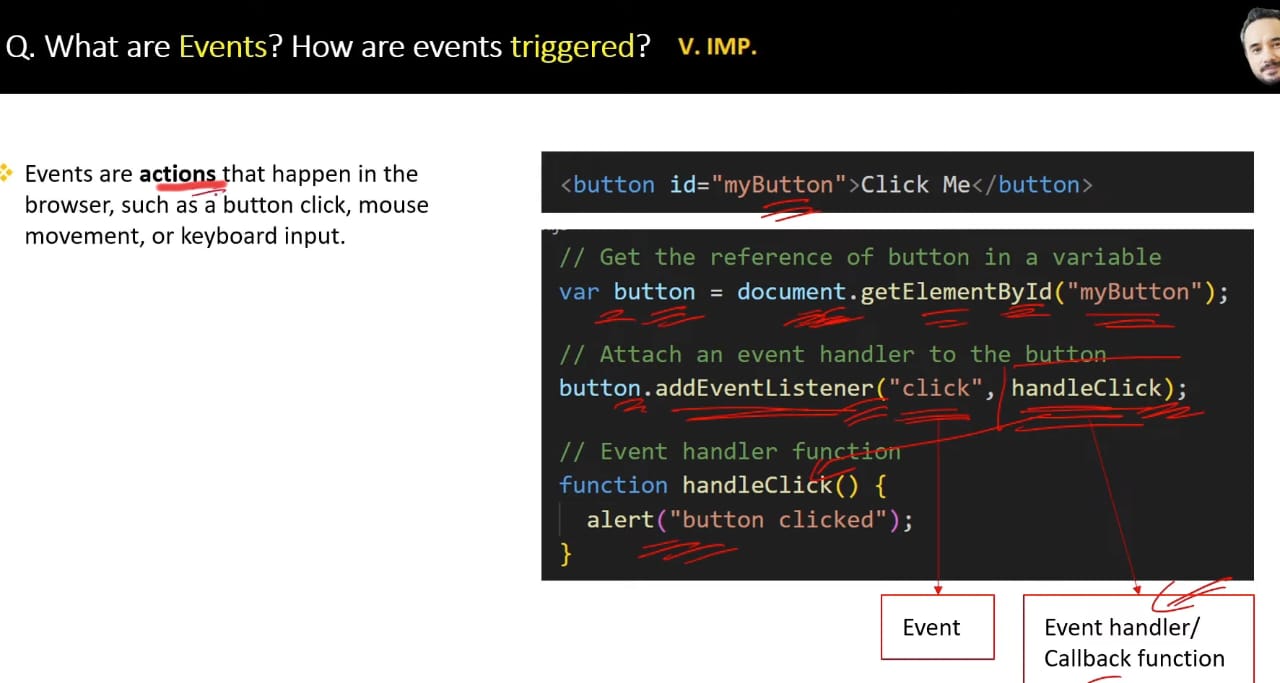 Q. What are Events? How are events triggered? V. IMP.
Events are actions that happen in the
browser, such as a button click, mouse
movement, or keyboard input.
<button id="myButton">Click Me</button>
// Get the reference of button in a variable
var button = document.getElementById("myButton");
// Attach an event handler to the button
button.addEventListener("click", handleClick);
// Event handler function
function handleClick() {
alert("button clicked");
}
Event
Event handler/
Callback function